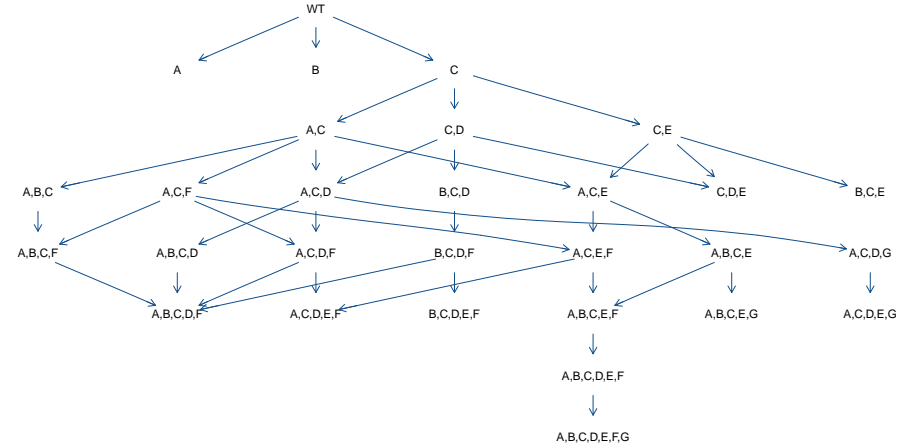 WT
A B C
A,C C,D C,E
A,B,C A,C,F A,C,D B,C,D A,C,E C,D,E B,C,E
A,B,C,F A,B,C,D A,C,D,F B,C,D,F A,C,E,F A,B,C,E A,C,D,G
A,B,C,D,F A,C,D,E,F B,C,D,E,F A,B,C,E,F A,B,C,E,G A,C,D,E,G
A,B,C,D,E,F
A,B,C,D,E,F,G